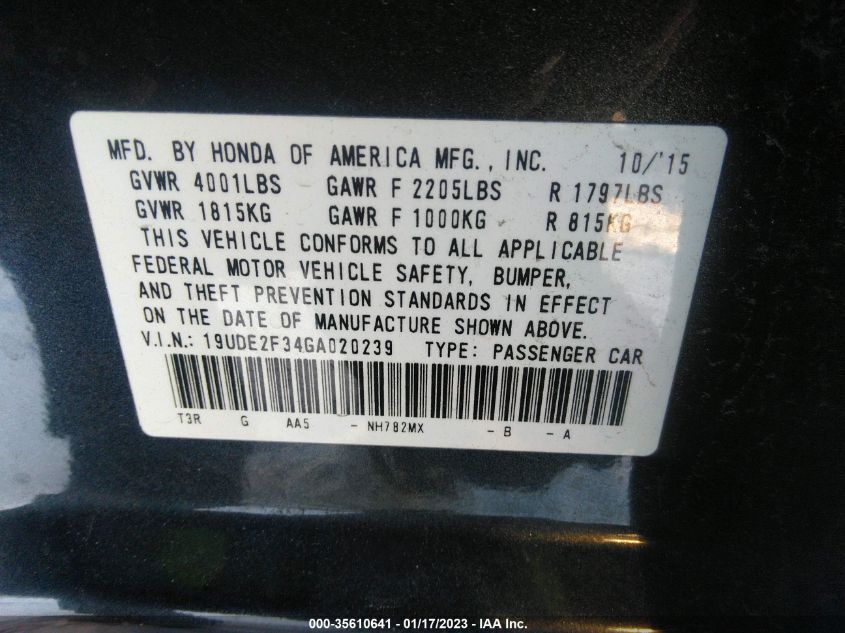 MFD. BY HONDA OF AMERICA MFG., INC. 10/'15
GVWR 4001LBS GAWR F 2205LBS R 1797LBS
GVWR 1815KG GAWR F 1000KG R 815KG
THIS VEHICLE CONFORMS TO ALL APPLICABLE
FEDERAL MOTOR VEHICLE SAFETY, BUMPER,
AND THEFT PREVENTION STANDARDS IN EFFECT
ON THE DATE OF MANUFACTURE SHOWN ABOVE.
V.I.N.: 19UDE2F34GA020239 TYPE: PASSENGER CAR
T3R G AA5 - NH782MX - B - A
000-35610641 - 01/17/2023 - IAA Inc.